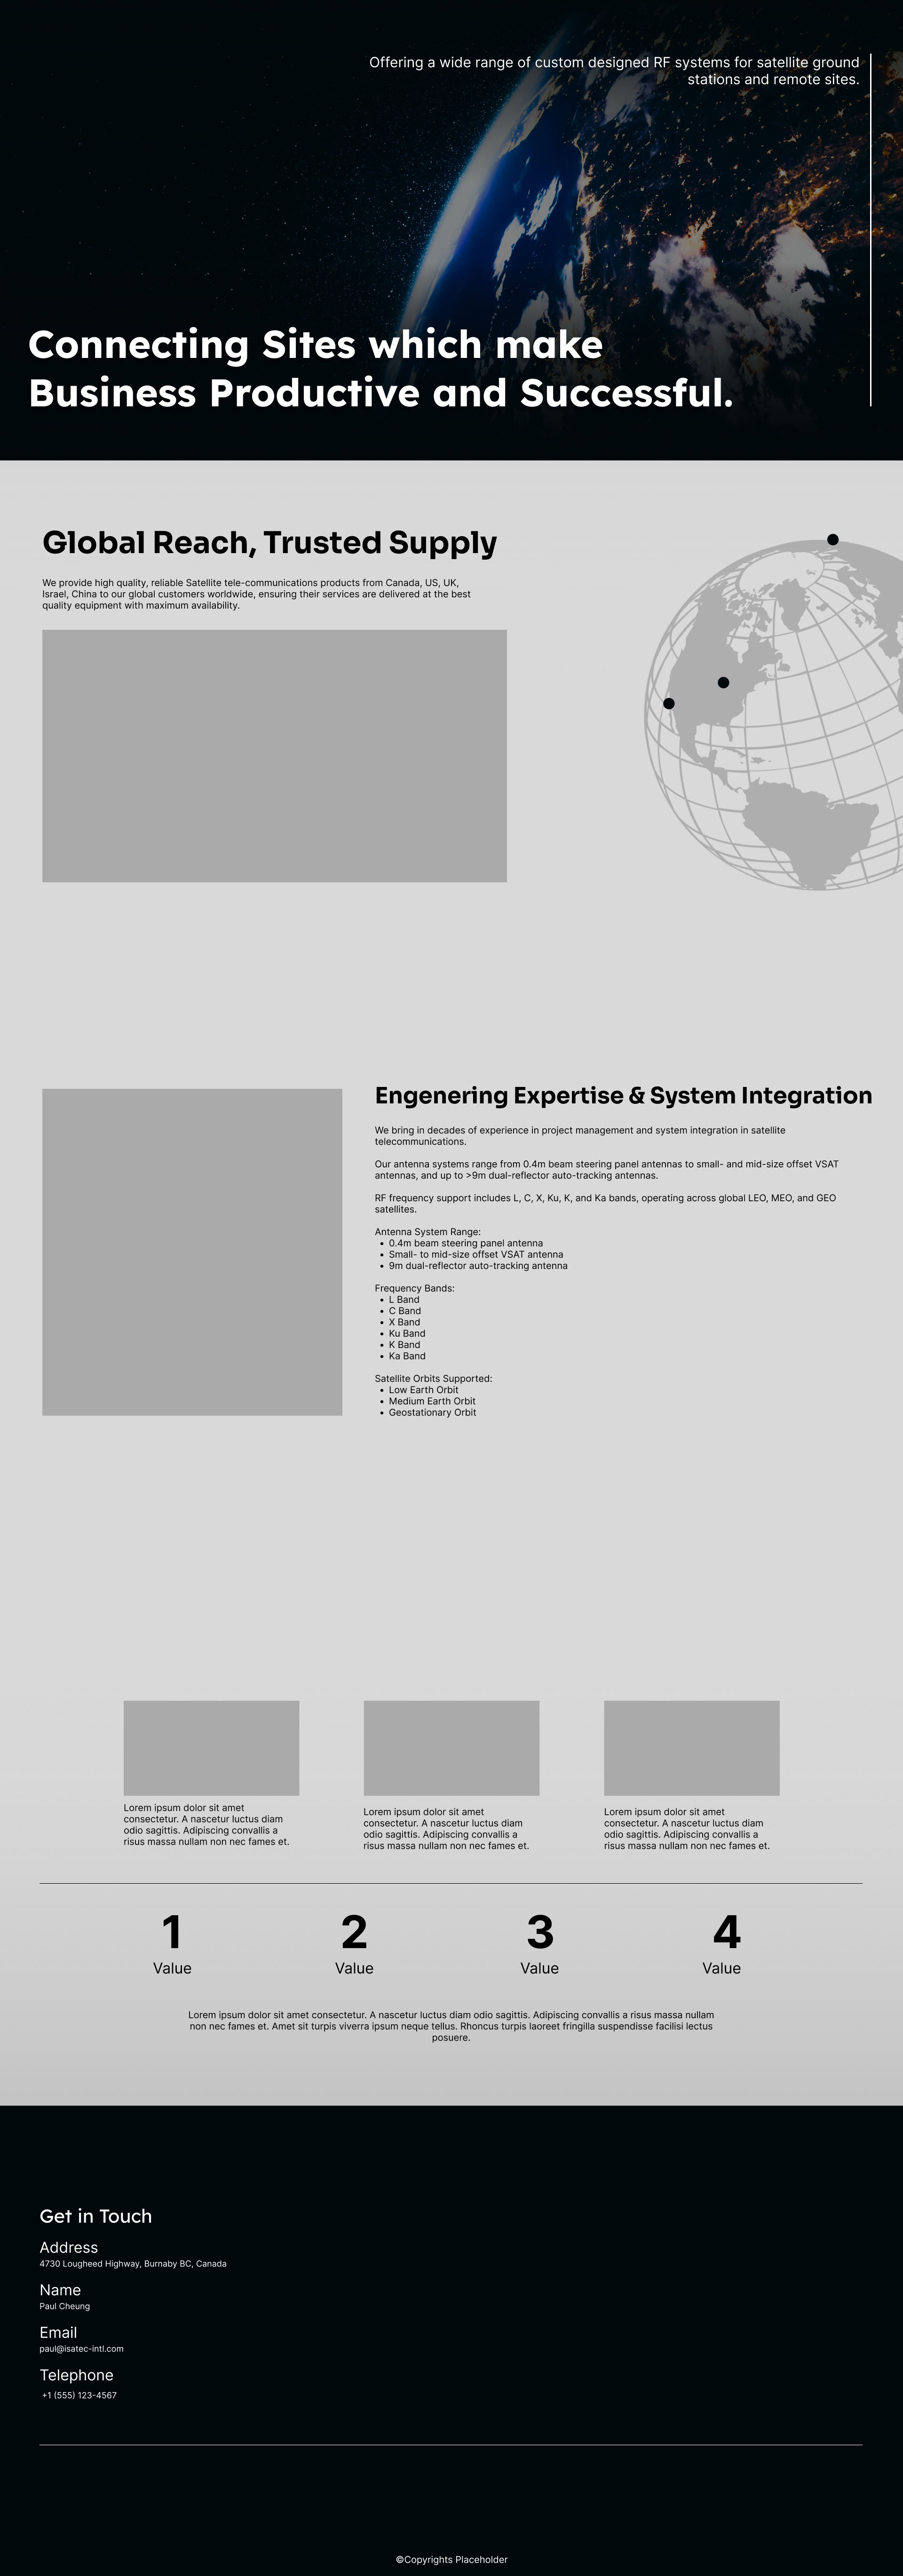 Offering a wide range of custom designed RF systems for satellite ground
stations and remote sites.
Connecting Sites which make
Business Productive and Successful.
Global Reach, Trusted Supply
We provide high quality, reliable Satellite tele-communications products from Canada, US, UK,
Israel, China to our global customers worldwide, ensuring their services are delivered at the best
quality equipment with maximum availability.
Engenering Expertise & System Integration
We bring in decades of experience in project management and system integration in satellite
telecommunications.
Our antenna systems range from 0.4m beam steering panel antennas to small- and mid-size offset VSAT
antennas, and up to >9m dual-reflector auto-tracking antennas.
RF frequency support includes L, C, X, Ku, K, and Ka bands, operating across global LEO, MEO, and GEO
satellites.
Antenna System Range:
• 0.4m beam steering panel antenna
• Small- to mid-size offset VSAT antenna
• 9m dual-reflector auto-tracking antenna
Frequency Bands:
• L Band
• C Band
• X Band
• Ku Band
• K Band
• Ka Band
Satellite Orbits Supported:
• Low Earth Orbit
• Medium Earth Orbit
• Geostationary Orbit
Lorem ipsum dolor sit amet
consectetur. A nascetur luctus diam
odio sagittis. Adipiscing convallis a
risus massa nullam non nec fames et.
Lorem ipsum dolor sit amet
consectetur. A nascetur luctus diam
odio sagittis. Adipiscing convallis a
risus massa nullam non nec fames et.
Lorem ipsum dolor sit amet
consectetur. A nascetur luctus diam
odio sagittis. Adipiscing convallis a
risus massa nullam non nec fames et.
1
Value
2
Value
3
Value
4
Value
Lorem ipsum dolor sit amet consectetur. A nascetur luctus diam odio sagittis. Adipiscing convallis a risus massa nullam
non nec fames et. Amet sit turpis viverra ipsum neque tellus. Rhoncus turpis laoreet fringilla suspendisse facilisi lectus
posuere.
Get in Touch
Address
4730 Lougheed Highway, Burnaby BC, Canada
Name
Paul Cheung
Email
paul@isatec-intl.com
Telephone
+1 (555) 123-4567
©Copyrights Placeholder